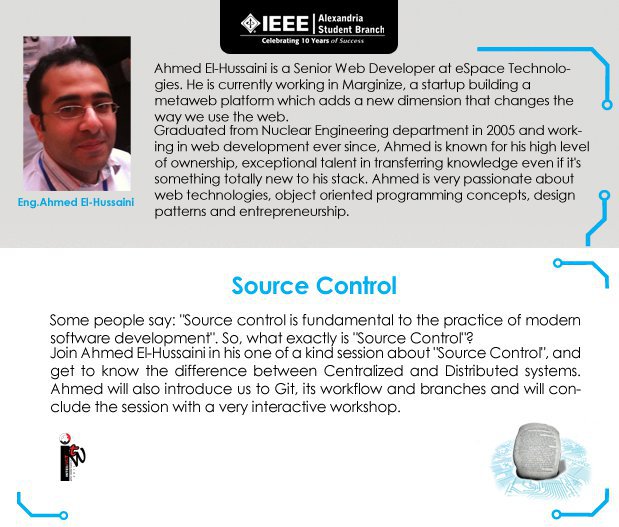 IEEE Alexandria
Student Branch
Celebrating 10 Years of Success
Ahmed El-Hussaini is a Senior Web Developer at eSpace Technolo-
gies. He is currently working in Marginize, a startup building a
metaweb platform which adds a new dimension that changes the
way we use the web.
Graduated from Nuclear Engineering department in 2005 and work-
ing in web development ever since, Ahmed is known for his high level
of ownership, exceptional talent in transferring knowledge even if it's
something totally new to his stack. Ahmed is very passionate about
web technologies, object oriented programming concepts, design
patterns and entrepreneurship.
Eng.Ahmed El-Hussaini
Source Control
Some people say: "Source control is fundamental to the practice of modern
software development". So, what exactly is "Source Control"?
Join Ahmed El-Hussaini in his one of a kind session about "Source Control", and
get to know the difference between Centralized and Distributed systems.
Ahmed will also introduce us to Git, its workflow and branches and will con-
clude the session with a very interactive workshop.